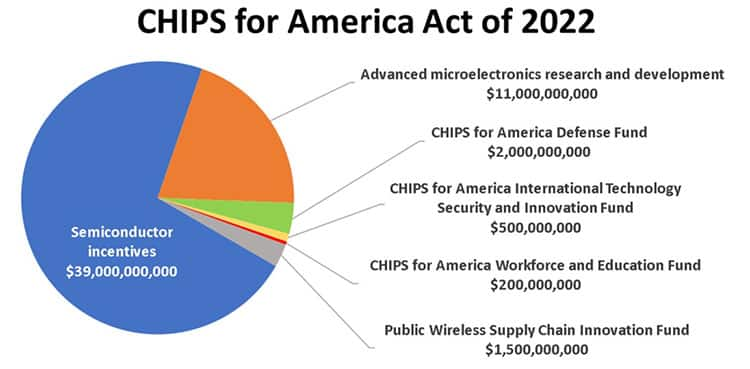 CHIPS for America Act of 2022
Advanced microelectronics research and development
$11,000,000,000
CHIPS for America Defense Fund
$2,000,000,000
CHIPS for America International Technology
Security and Innovation Fund
$500,000,000
CHIPS for America Workforce and Education Fund
$200,000,000
Public Wireless Supply Chain Innovation Fund
$1,500,000,000
Semiconductor
incentives
$39,000,000,000